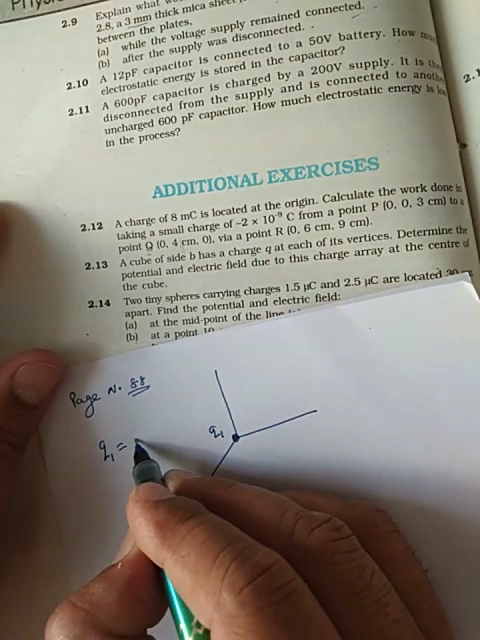 2.9 Explain what
2.8, a 3 mm thick mica sheet
between the plates,
(a) while the voltage supply remained connected.
(b) after the supply was disconnected.
2.10 A 12pF capacitor is connected to a 50V battery. How
electrostatic energy is stored in the capacitor?
2.11 A 600pF capacitor is charged by a 200V supply. It is
disconnected from the supply and is connected to
uncharged 600 pF capacitor. How much electrostatic energy is
in the process?
ADDITIONAL EXERCISES
2.12 A charge of 8 mC is located at the origin. Calculate the work done in
taking a small charge of –2 × 10⁻⁹ C from a point P (0, 0, 3 cm) to a
point Q (0, 4 cm, 0), via a point R (0, 6 cm, 9 cm).
2.13 A cube of side b has a charge q at each of its vertices. Determine the
potential and electric field due to this charge array at the centre of
the cube.
2.14 Two tiny spheres carrying charges 1.5 μC and 2.5 μC are located 30
apart. Find the potential and electric field:
(a) at the mid-point of the line
(b) at a point
Page N. 88
q₁
q₁ =